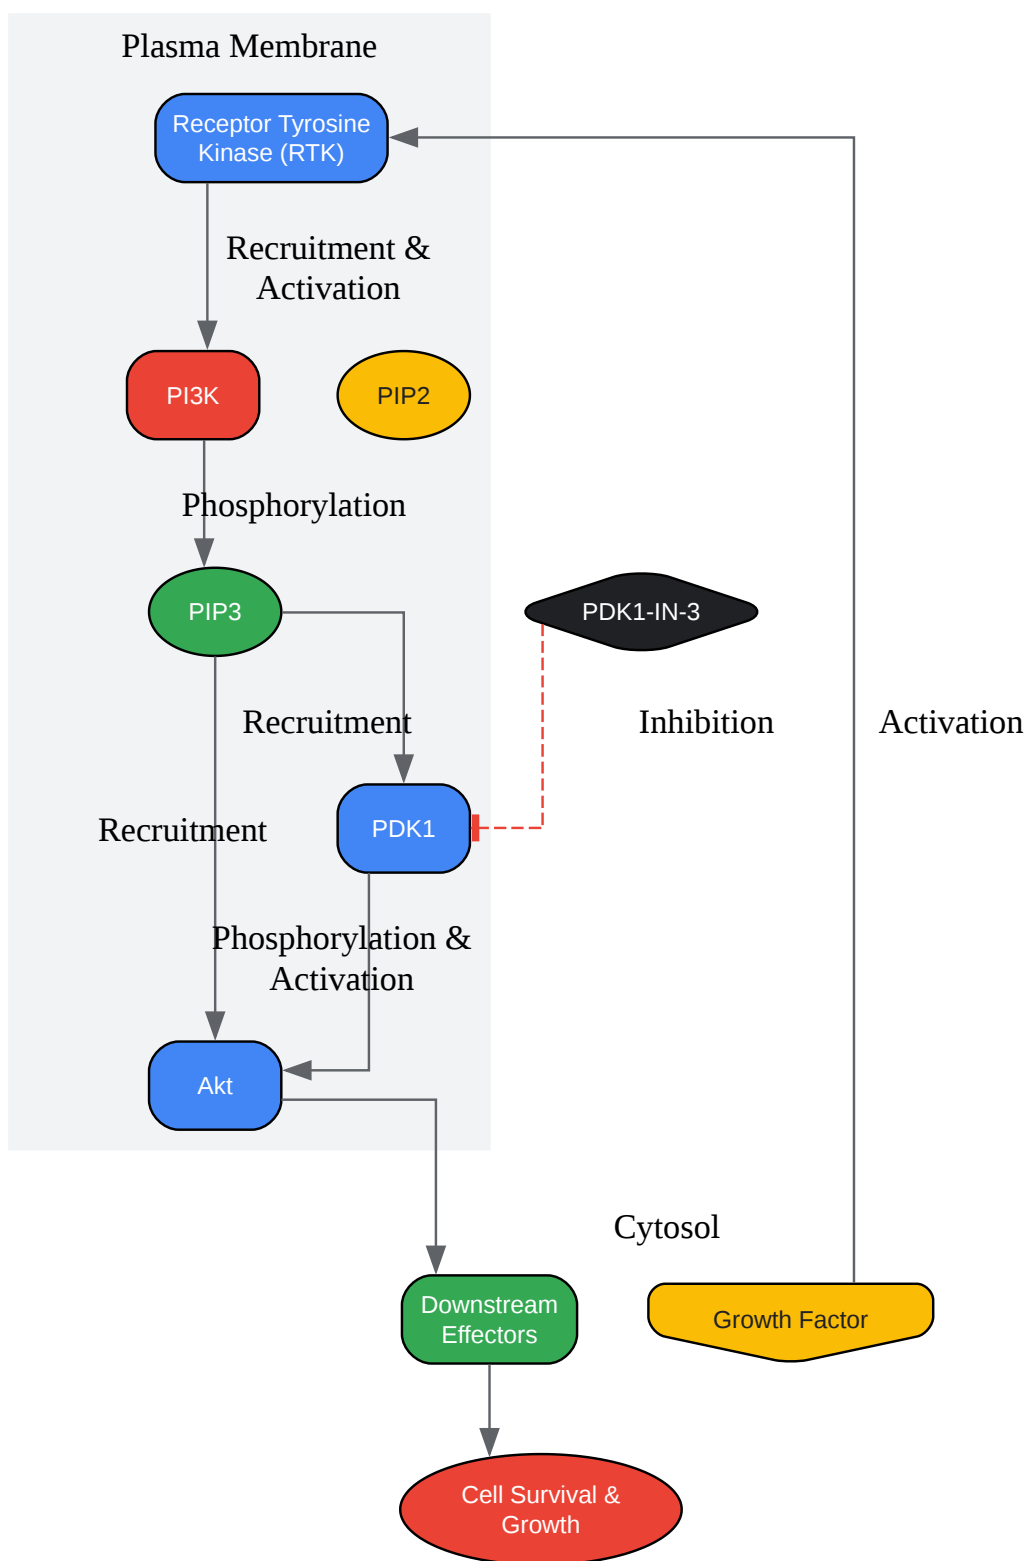 Plasma Membrane
Receptor Tyrosine
Kinase (RTK)
Recruitment &
Activation
PI3K
PIP2
Phosphorylation
PIP3
PDK1-IN-3
Recruitment
Inhibition
Activation
Recruitment
PDK1
Phosphorylation &
Activation
Akt
Cytosol
Downstream
Effectors
Growth Factor
Cell Survival &
Growth